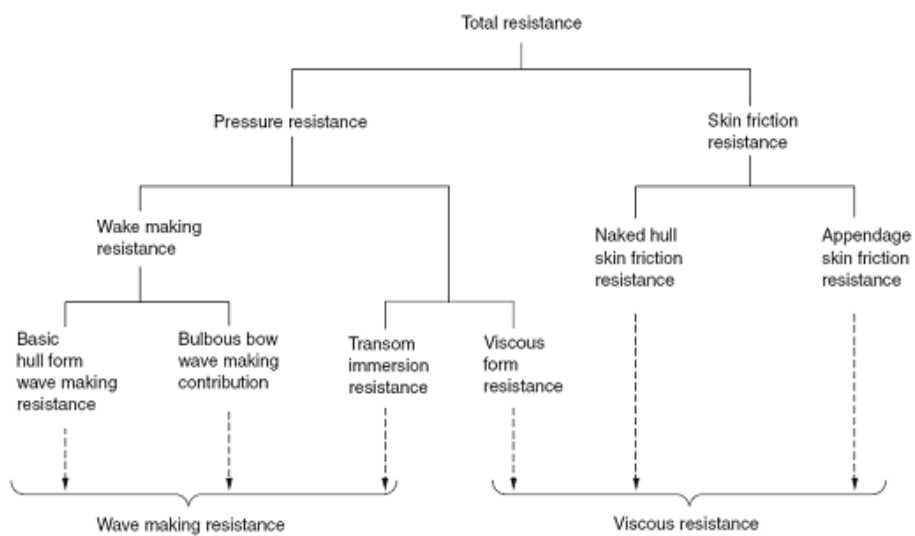 Total resistance
Pressure resistance
Skin friction
resistance
Wake making
resistance
Naked hull
skin friction
resistance
Appendage
skin friction
resistance
Basic
hull form
wave making
resistance
Bulbous bow
wave making
contribution
Transom
immersion
resistance
Viscous
form
resistance
Wave making resistance
Viscous resistance